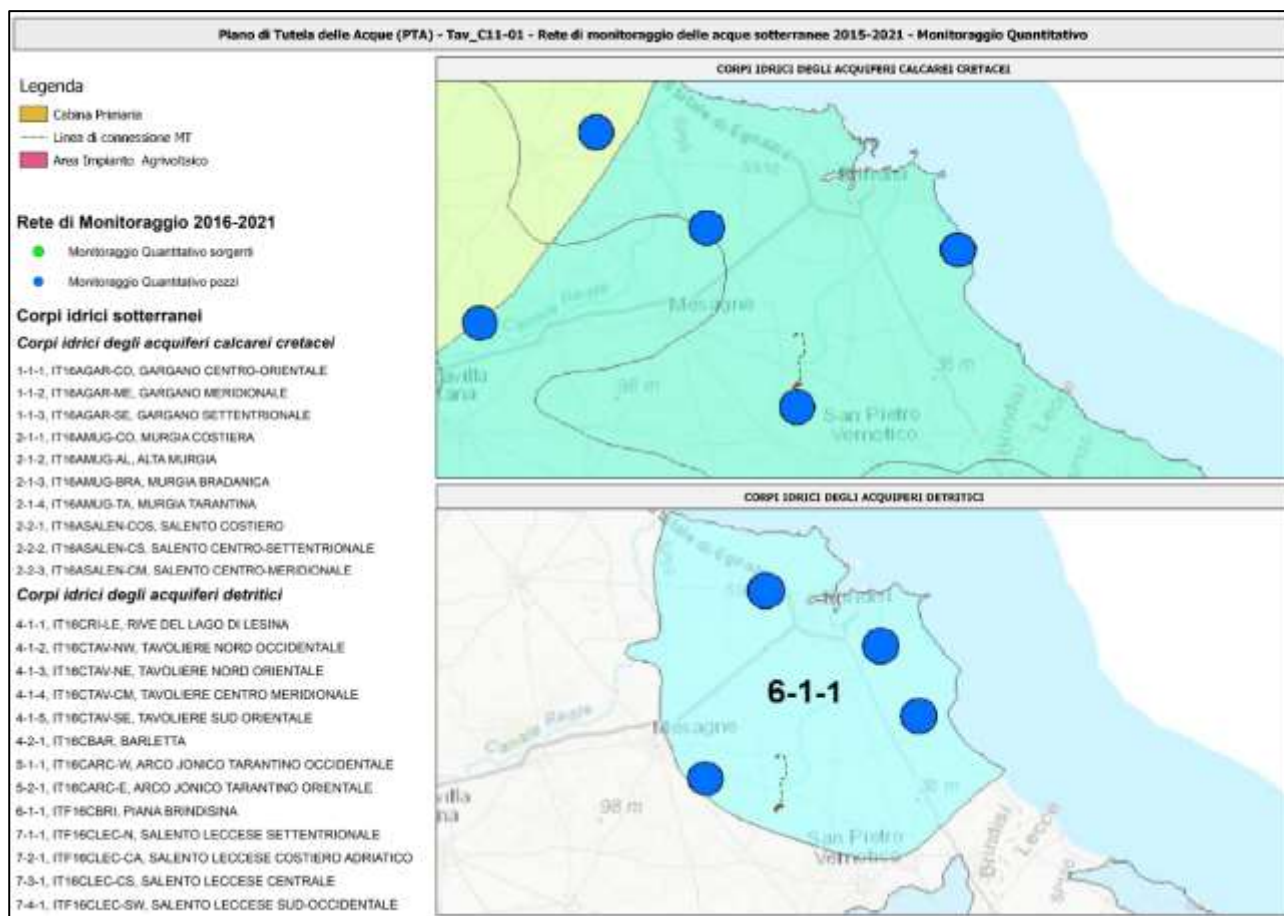 Piano di Tutela delle Acque (PTA) - Tav_C11-01 - Rete di monitoraggio delle acque sotterranee 2015-2021 - Monitoraggio Quantitativo
Legenda
Cabina Primaria
Linea di connessione MT
Area Impianto Agrivoltaico
Rete di Monitoraggio 2016-2021
Monitoraggio Quantitativo sorgenti
Monitoraggio Quantitativo pozzi
Corpi idrici sotterranei
Corpi idrici degli acquiferi calcarei cretacei
1-1-1, IT16AGAR-CO, GARGANO CENTRO-ORIENTALE
1-1-2, IT16AGAR-ME, GARGANO MERIDIONALE
1-1-3, IT16AGAR-SE, GARGANO SETTENTRIONALE
2-1-1, IT16AMUG-CO, MURGIA COSTIERA
2-1-2, IT16AMUG-AL, ALTA MURGIA
2-1-3, IT16AMUG-BRA, MURGIA BRADANICA
2-1-4, IT16AMUG-TA, MURGIA TARANTINA
2-2-1, IT16ASALEN-COS, SALENTO COSTIERO
2-2-2, IT16ASALEN-CS, SALENTO CENTRO-SETTENTRIONALE
2-2-3, IT16ASALEN-CM, SALENTO CENTRO-MERIDIONALE
Corpi idrici degli acquiferi detritici
4-1-1, IT16CRI-LE, RIVE DEL LAGO DI LESINA
4-1-2, IT16CTAV-NW, TAVOLIERE NORD OCCIDENTALE
4-1-3, IT16CTAV-NE, TAVOLIERE NORD ORIENTALE
4-1-4, IT16CTAV-CM, TAVOLIERE CENTRO MERIDIONALE
4-1-5, IT16CTAV-SE, TAVOLIERE SUD ORIENTALE
4-2-1, IT16CBAR, BARLETTA
5-1-1, IT16CARC-W, ARCO JONICO TARANTINO OCCIDENTALE
5-2-1, IT16CARC-E, ARCO JONICO TARANTINO ORIENTALE
6-1-1, ITF16CBRI, PIANA BRINDISINA
7-1-1, ITF16CLEC-N, SALENTO LECCESE SETTENTRIONALE
7-2-1, ITF16CLEC-CA, SALENTO LECCESE COSTIERO ADRIATICO
7-3-1, IT16CLEC-CS, SALENTO LECCESE CENTRALE
7-4-1, ITF16CLEC-SW, SALENTO LECCESE SUD-OCCIDENTALE
CORPI IDRICI DEGLI ACQUIFERI CALCAREI CRETACEI
Brindisi
Canale Reale
Mesagne
98 m
36 m
San Pietro
Vernotico
Brindisi
Lecce
CORPI IDRICI DEGLI ACQUIFERI DETRITICI
Brindisi
6-1-1
Mesagne
Canale Reale
98 m
36 m
San Pietro
Vernotico
Brindisi
Lecce